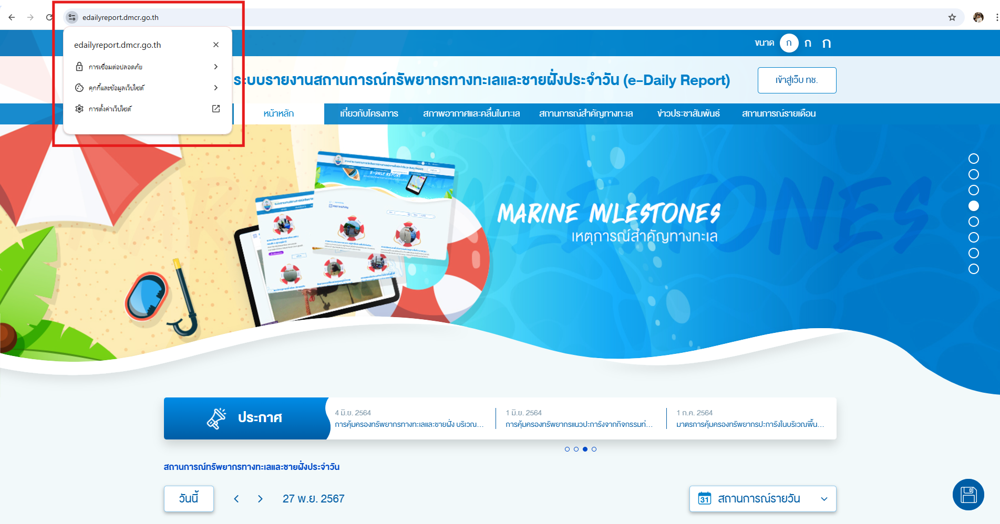 edailyreport.dmcr.go.th
edailyreport.dmcr.go.th
การเชื่อมต่อปลอดภัย
คุกกี้และข้อมูลเว็บไซต์
การตั้งค่าเว็บไซต์
ขนาด ก ก ก
ระบบรายงานสถานการณ์ทรัพยากรทางทะเลและชายฝั่งประจำวัน (e-Daily Report)
เข้าสู่เว็บ ทช.
หน้าหลัก เกี่ยวกับโครงการ สภาพอากาศและคลื่นในทะเล สถานการณ์สำคัญทางทะเล ข่าวประชาสัมพันธ์ สถานการณ์รายเดือน
E-DAILY REPORT
MARINE MILESTONES
เหตุการณ์สำคัญทางทะเล
ประกาศ
4 มิ.ย. 2564
การคุ้มครองทรัพยากรทางทะเลและชายฝั่ง บริเวณ...
1 มิ.ย. 2564
การคุ้มครองทรัพยากรแนวปะการังจากกิจกรรมท่...
1 ก.ค. 2564
มาตรการคุ้มครองทรัพยากรปะการังในบริเวณพื้น...
สถานการณ์ทรัพยากรทางทะเลและชายฝั่งประจำวัน
วันนี้ 27 พ.ย. 2567
31 สถานการณ์รายวัน